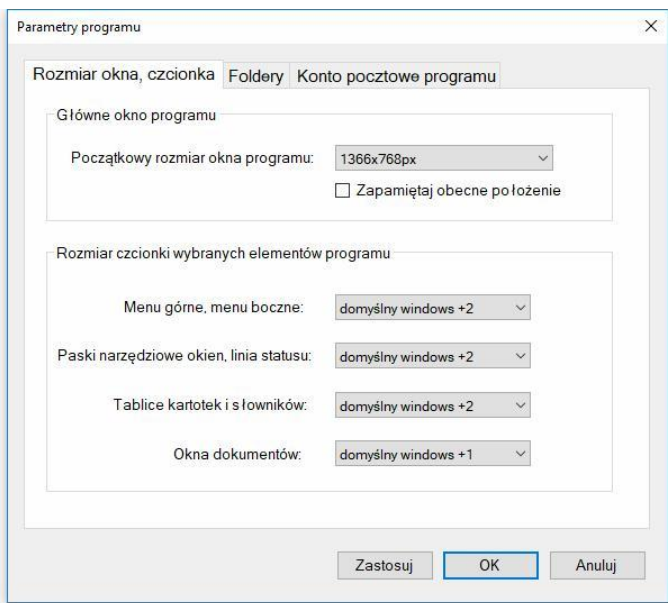 Parametry programu
Rozmiar okna, czcionka Foldery Konto pocztowe programu
Główne okno programu
Początkowy rozmiar okna programu: 1366x768px
Zapamiętaj obecne położenie
Rozmiar czcionki wybranych elementów programu
Menu górne, menu boczne: domyślny windows +2
Paski narzędziowe okien, linia statusu: domyślny windows +2
Tablice kartotek i słowników: domyślny windows +2
Okna dokumentów: domyślny windows +1
Zastosuj OK Anuluj